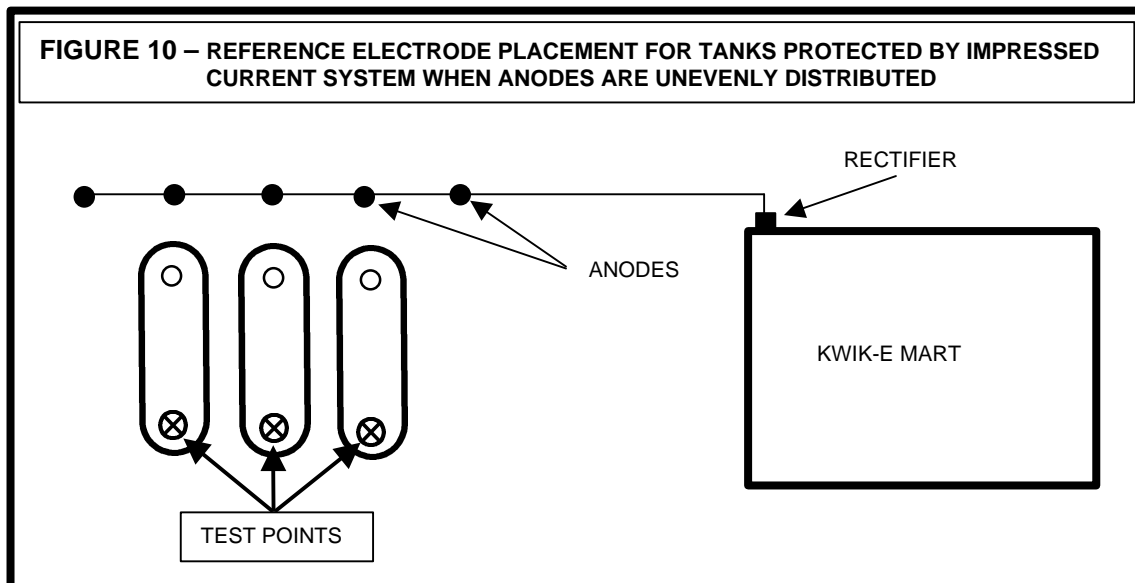 FIGURE 10 – REFERENCE ELECTRODE PLACEMENT FOR TANKS PROTECTED BY IMPRESSED
CURRENT SYSTEM WHEN ANODES ARE UNEVENLY DISTRIBUTED
RECTIFIER
ANODES
KWIK-E MART
TEST POINTS